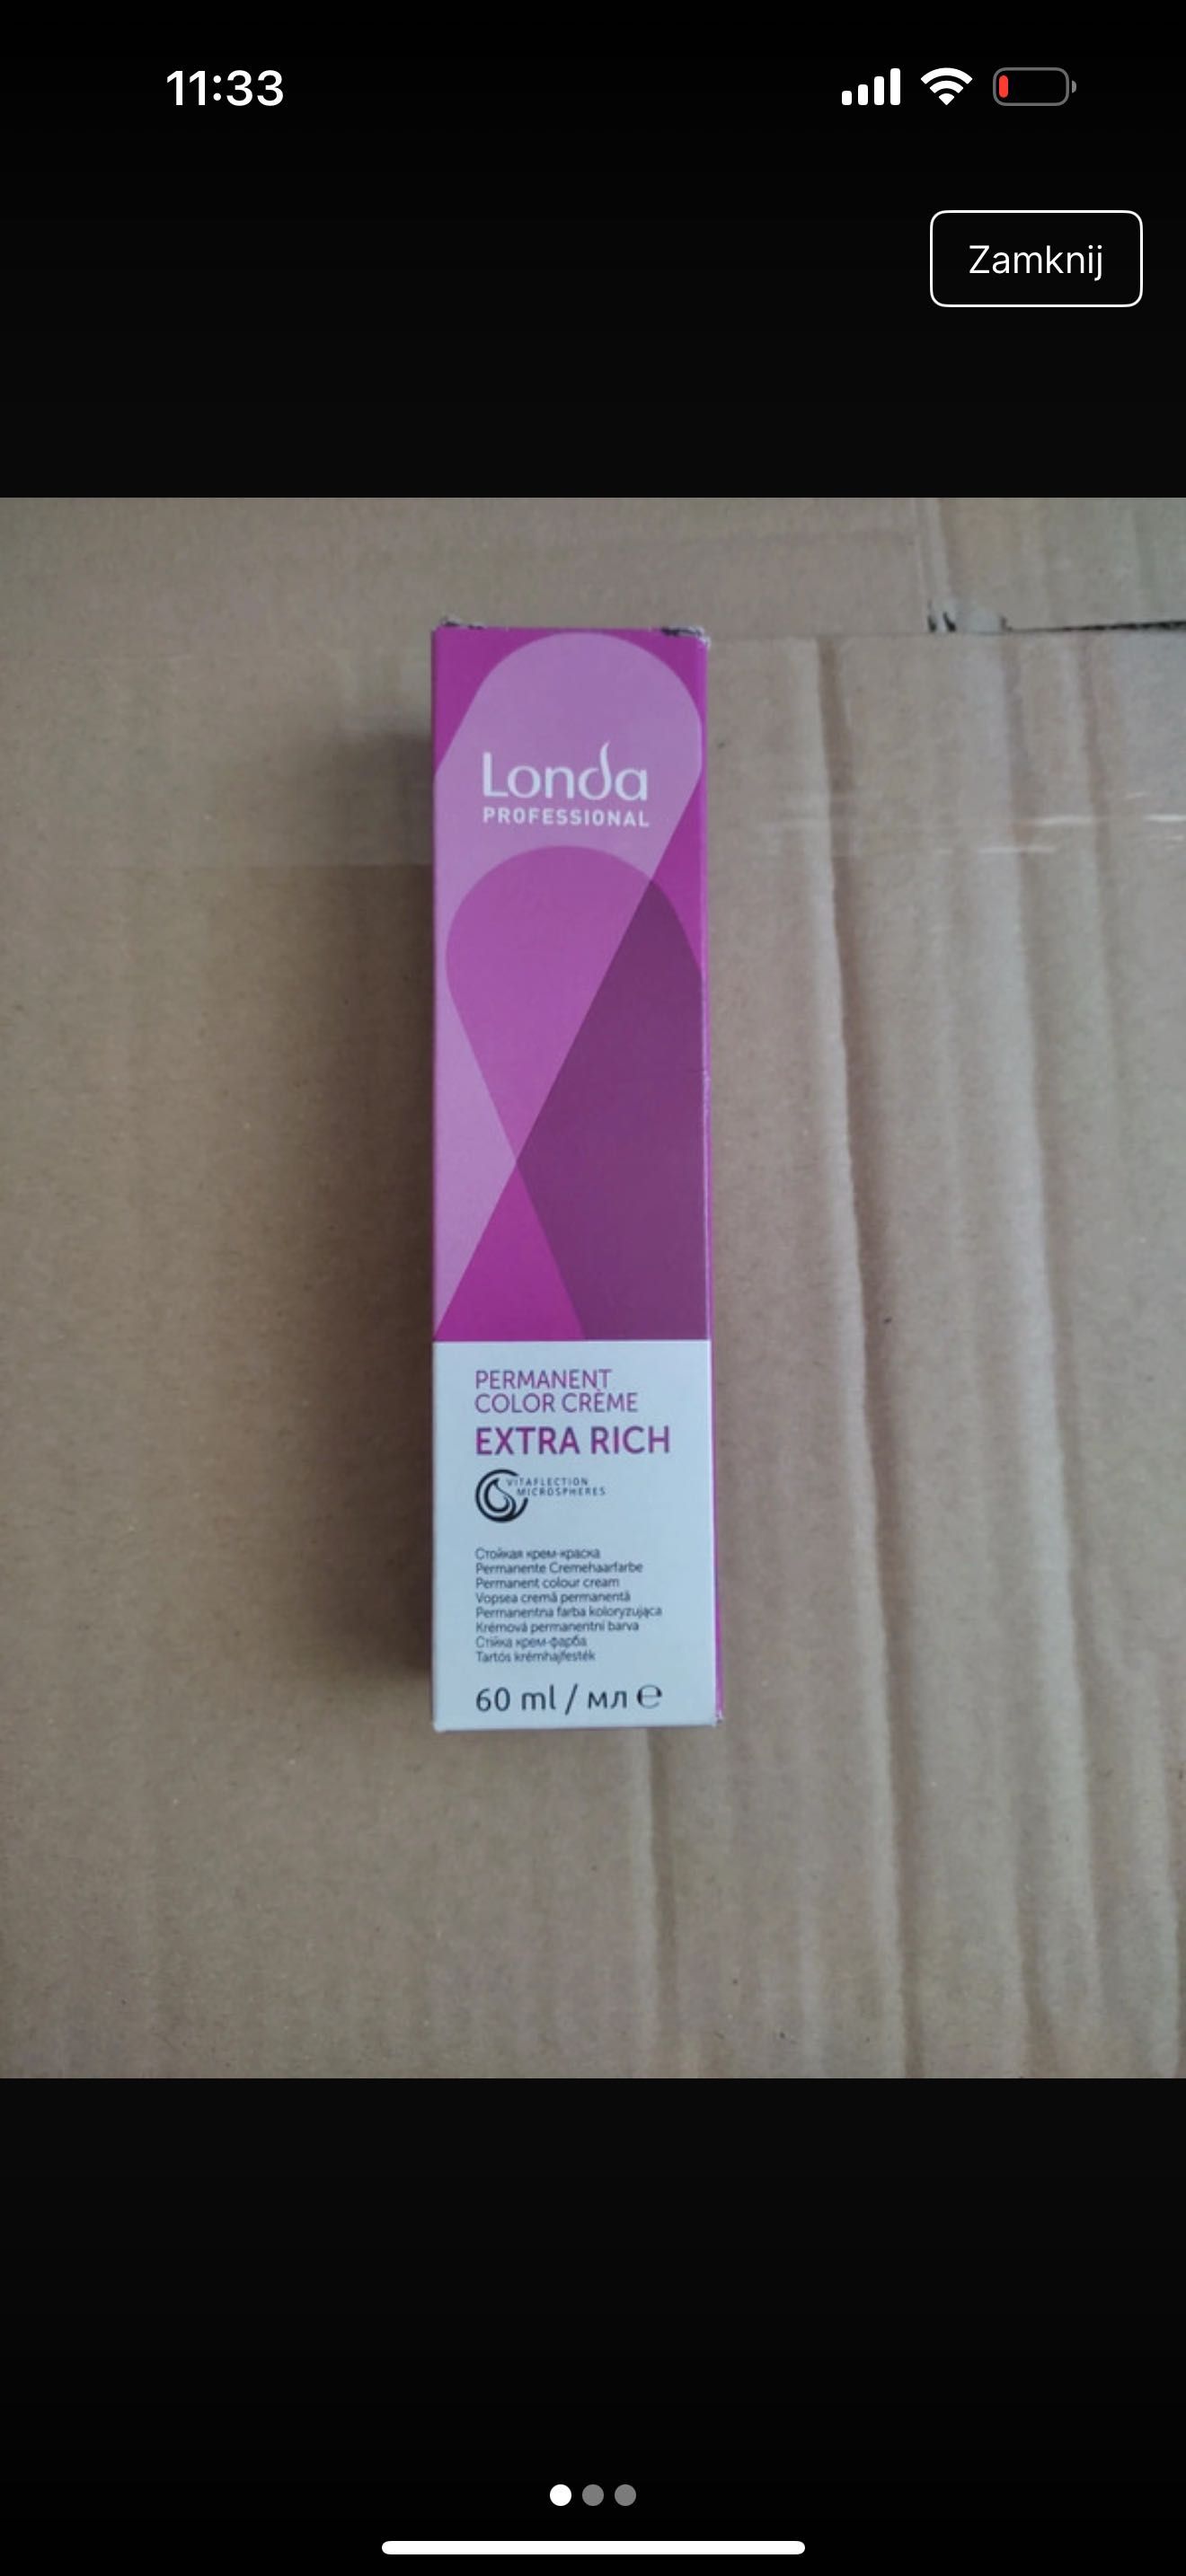 11:33
Zamknij
Londa
PROFESSIONAL
PERMANENT
COLOR CRÈME
EXTRA RICH
VITAFLECTION
MICROSPHERES
Стойкая крем-краска
Permanente Cremehaarfarbe
Permanent colour cream
Vopsea cremă permanentă
Permanentna farba koloryzująca
Krémová permanentní barva
Стійка крем-фарба
Tartós krémhajfesték
60 ml / мл ℮